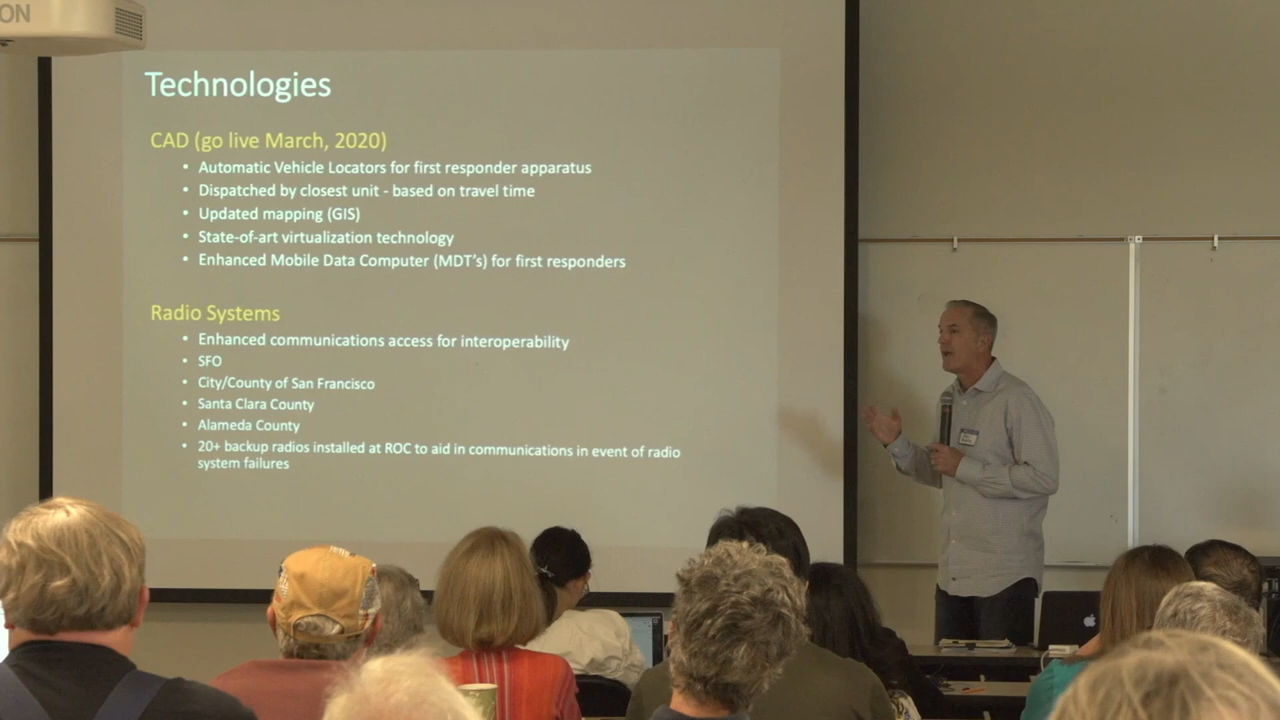 ON
Technologies
CAD (go live March, 2020)
• Automatic Vehicle Locators for first responder apparatus
• Dispatched by closest unit - based on travel time
• Updated mapping (GIS)
• State-of-art virtualization technology
• Enhanced Mobile Data Computer (MDT’s) for first responders
Radio Systems
• Enhanced communications access for interoperability
• SFO
• City/County of San Francisco
• Santa Clara County
• Alameda County
• 20+ backup radios installed at ROC to aid in communications in event of radio
system failures